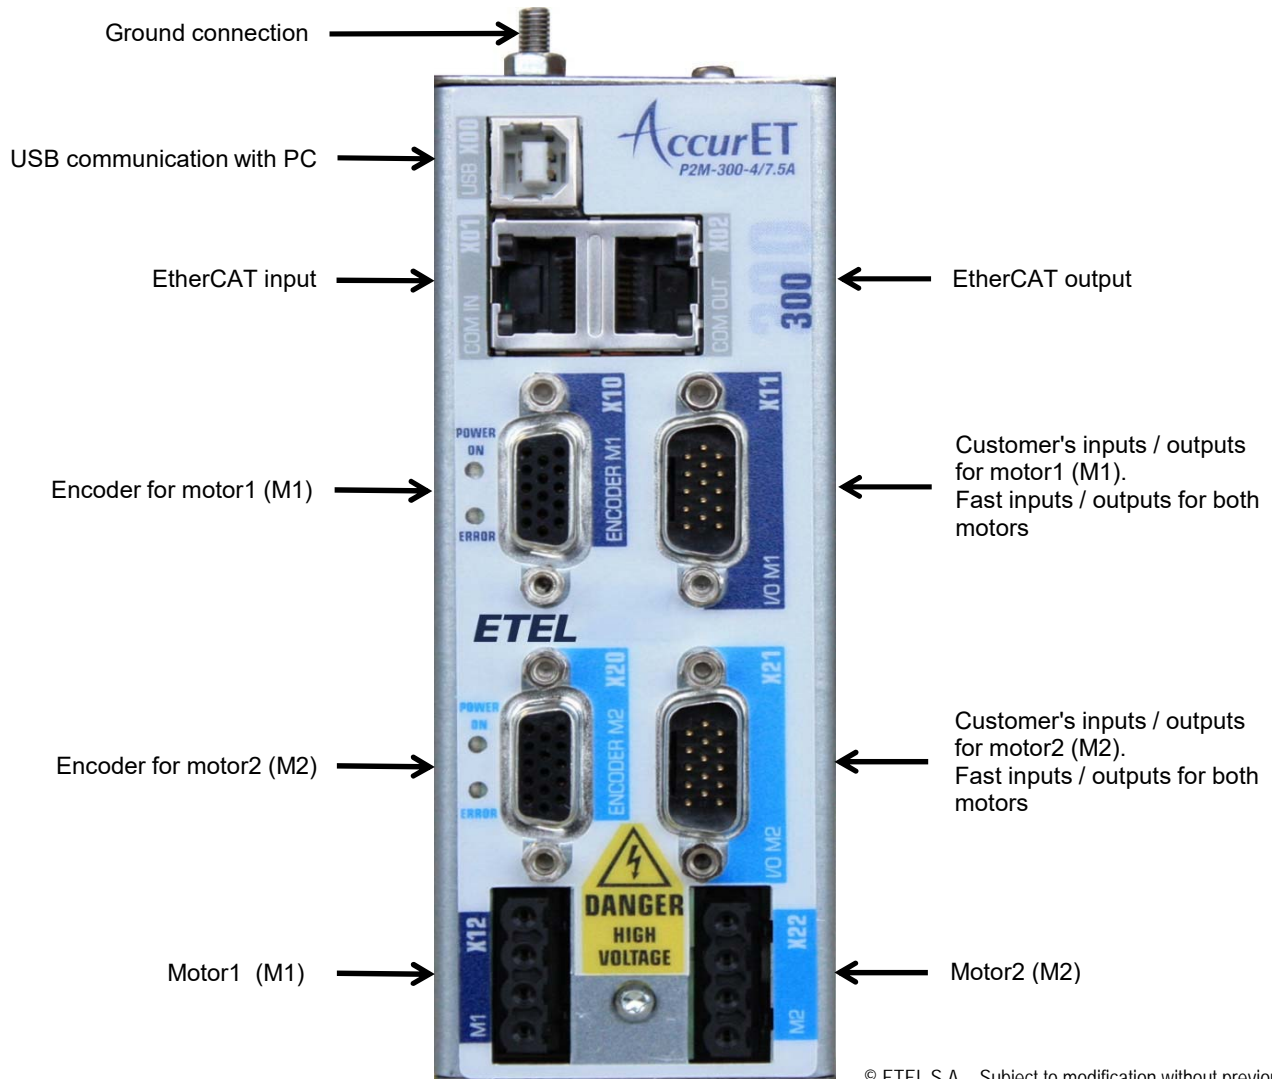 Ground connection
USB communication with PC
EtherCAT input
Encoder for motor1 (M1)
Encoder for motor2 (M2)
Motor1 (M1)
X00
USB
AccurET
P2M-300-4/7.5A
X01
COM IN
X02
COM OUT
300
300
X10
ENCODER M1
POWER
ON
ERROR
X11
I/O M1
ETEL
X20
ENCODER M2
POWER
ON
ERROR
X21
I/O M2
DANGER
HIGH
VOLTAGE
X12
M1
X22
M2
EtherCAT output
Customer's inputs / outputs
for motor1 (M1).
Fast inputs / outputs for both
motors
Customer's inputs / outputs
for motor2 (M2).
Fast inputs / outputs for both
motors
Motor2 (M2)
© ETEL S.A. - Subject to modification without previou